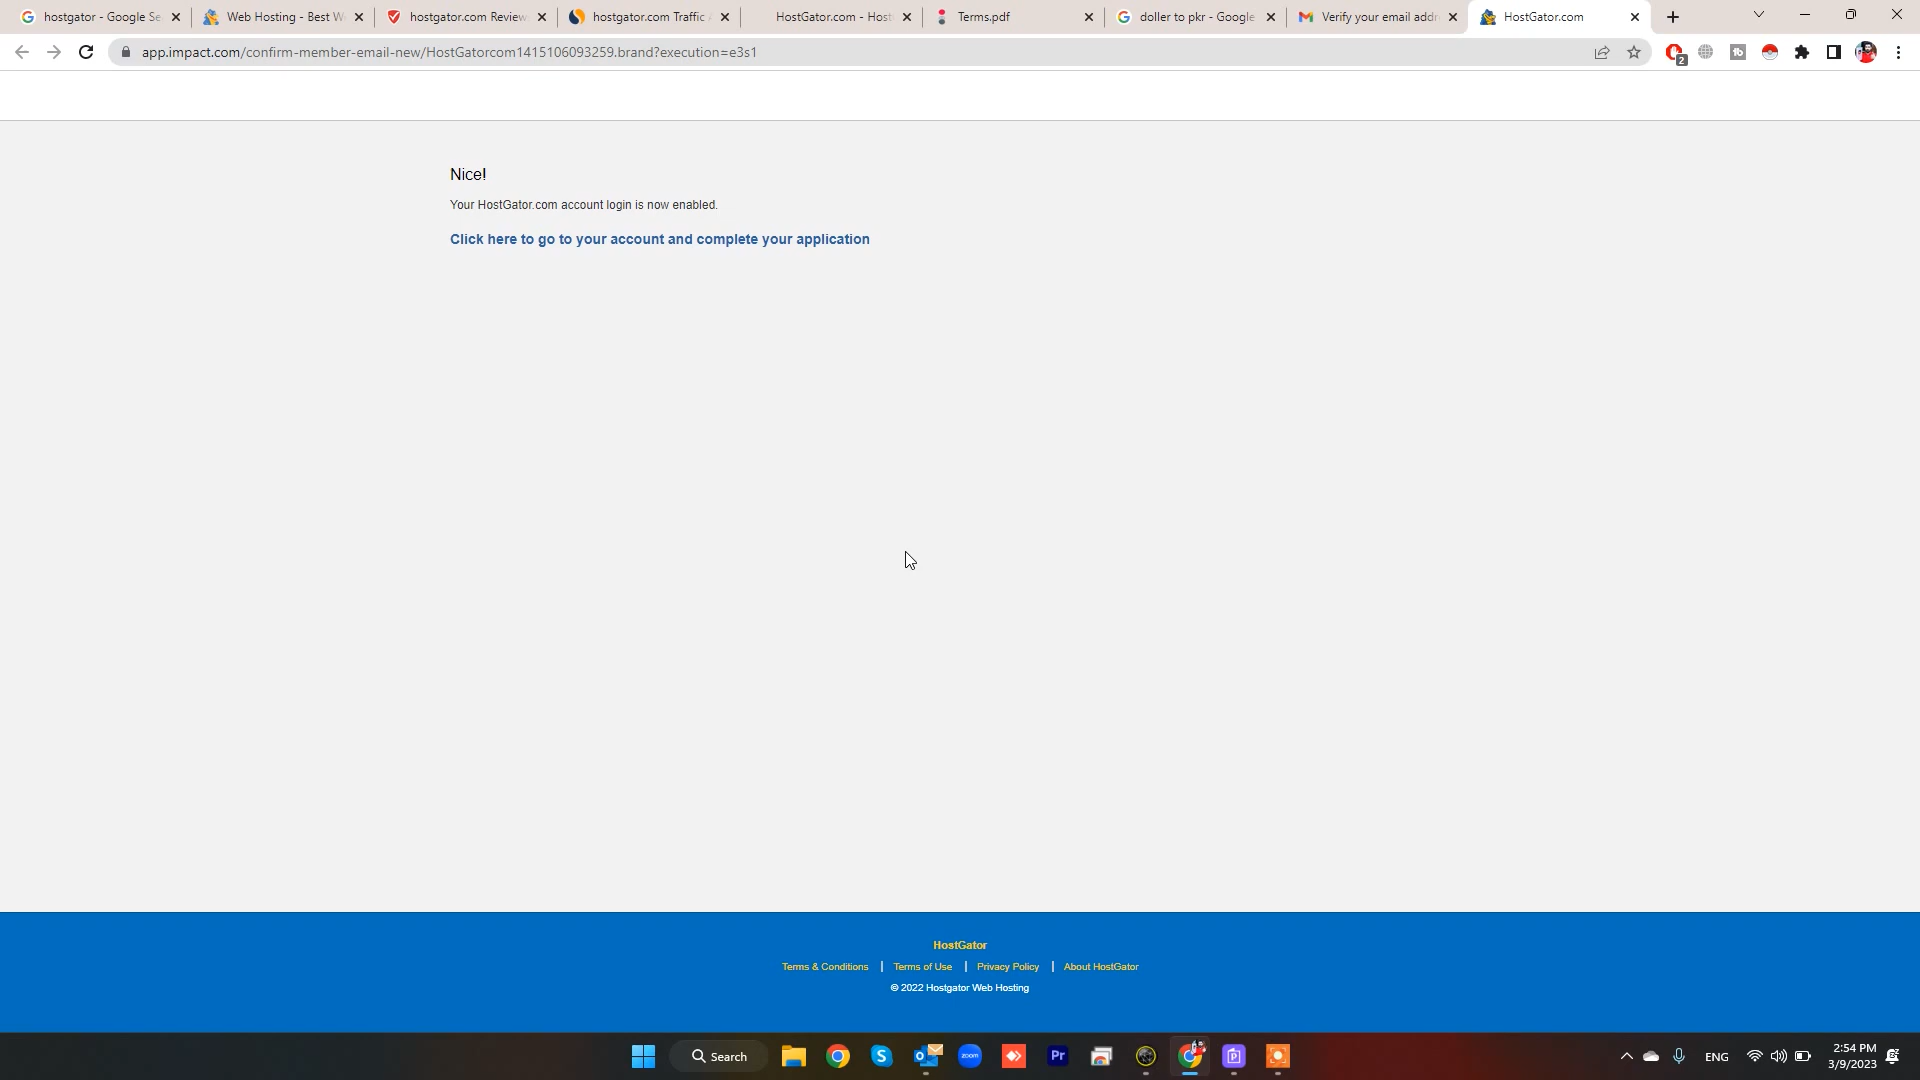 hostgator - Google Se
Web Hosting - Best W
hostgator.com Review
hostgator.com Traffic
HostGator.com - Host
Terms.pdf
doller to pkr - Google
Verify your email addr
HostGator.com
app.impact.com/confirm-member-email-new/HostGatorcom1415106093259.brand?execution=e3s1
2
Nice!
Your HostGator.com account login is now enabled.
Click here to go to your account and complete your application
HostGator
Terms & Conditions | Terms of Use | Privacy Policy | About HostGator
© 2022 Hostgator Web Hosting
Search
zoom
Pr
ENG
2:54 PM
3/9/2023